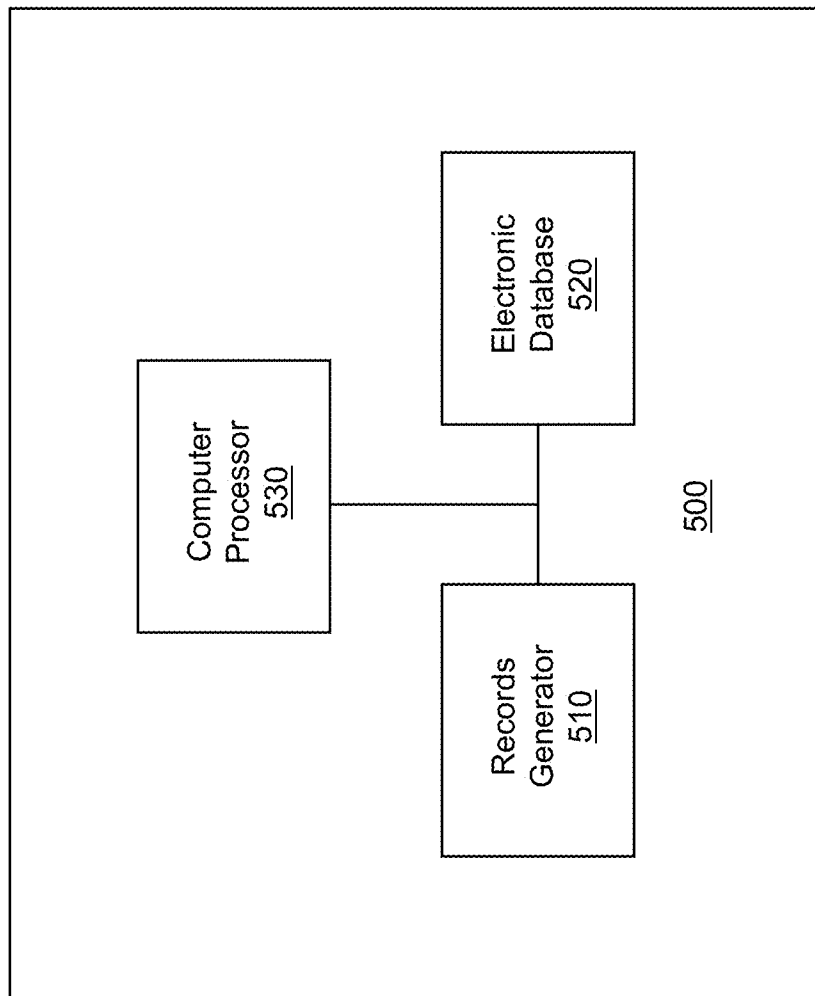 Computer
Processor
530
Records
Generator
510
Electronic
Database
520
500